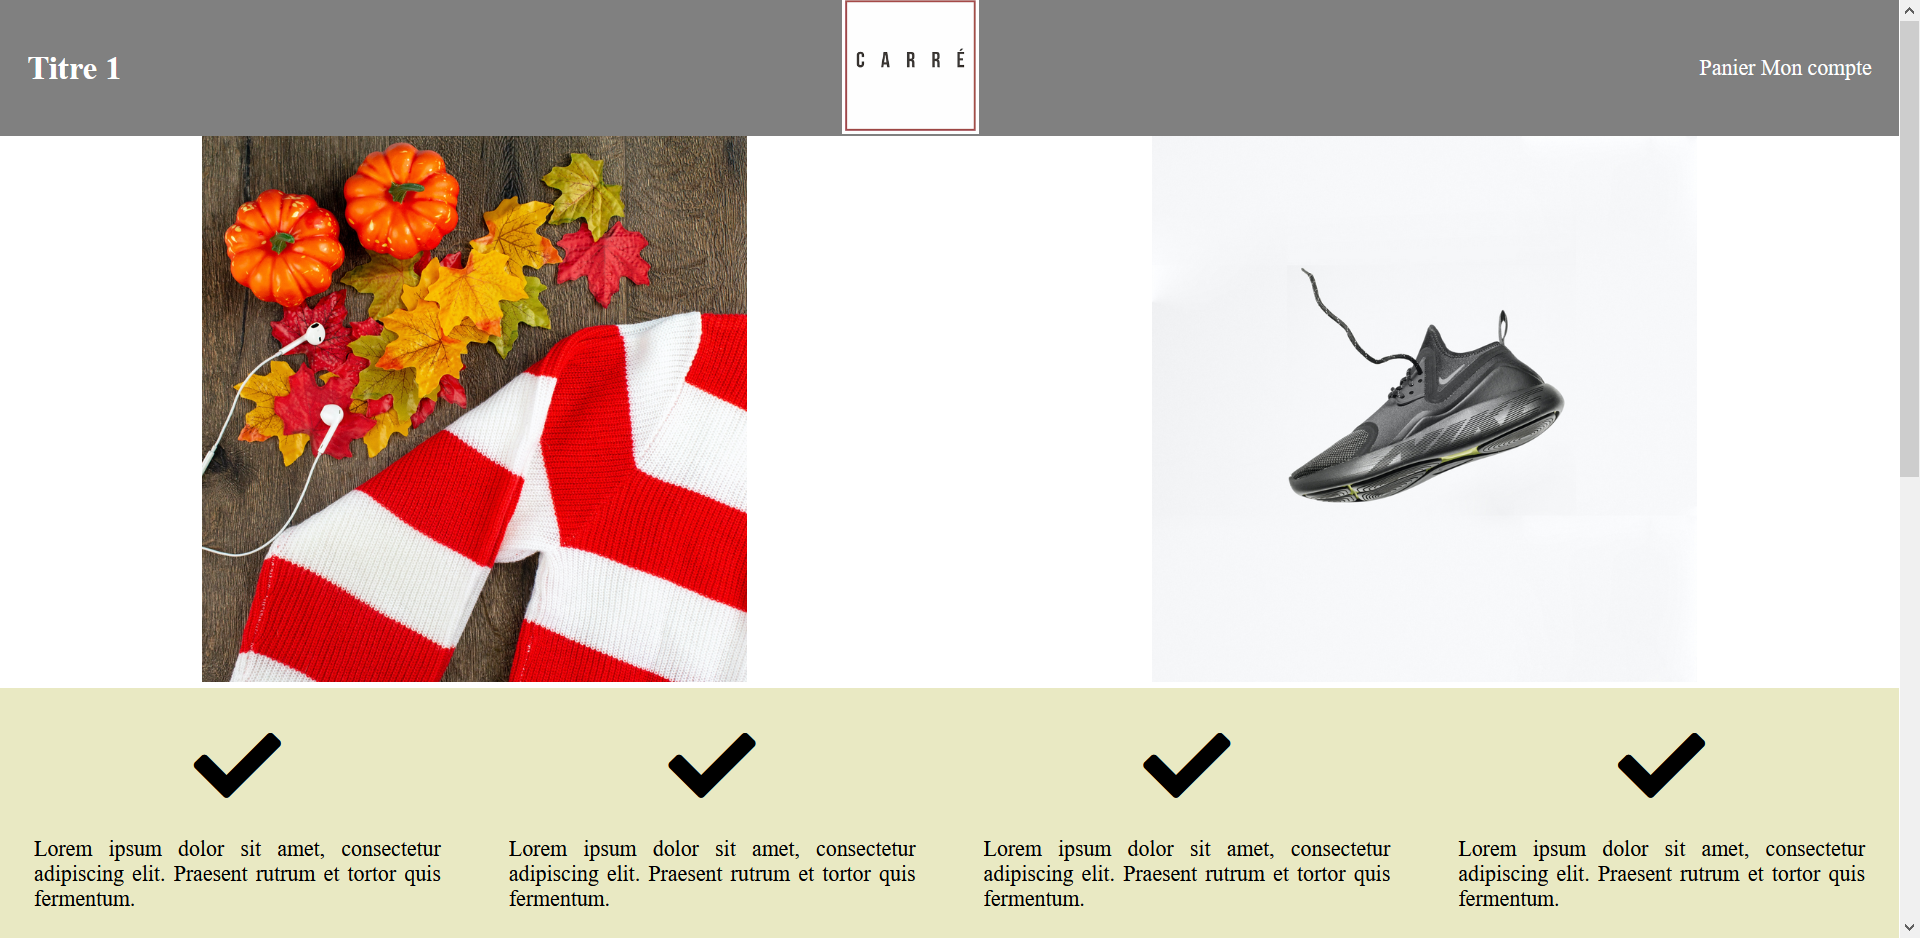 Titre 1
CARRÉ
Panier Mon compte
Lorem ipsum dolor sit amet, consectetur
adipiscing elit. Praesent rutrum et tortor quis
fermentum.
Lorem ipsum dolor sit amet, consectetur
adipiscing elit. Praesent rutrum et tortor quis
fermentum.
Lorem ipsum dolor sit amet, consectetur
adipiscing elit. Praesent rutrum et tortor quis
fermentum.
Lorem ipsum dolor sit amet, consectetur
adipiscing elit. Praesent rutrum et tortor quis
fermentum.